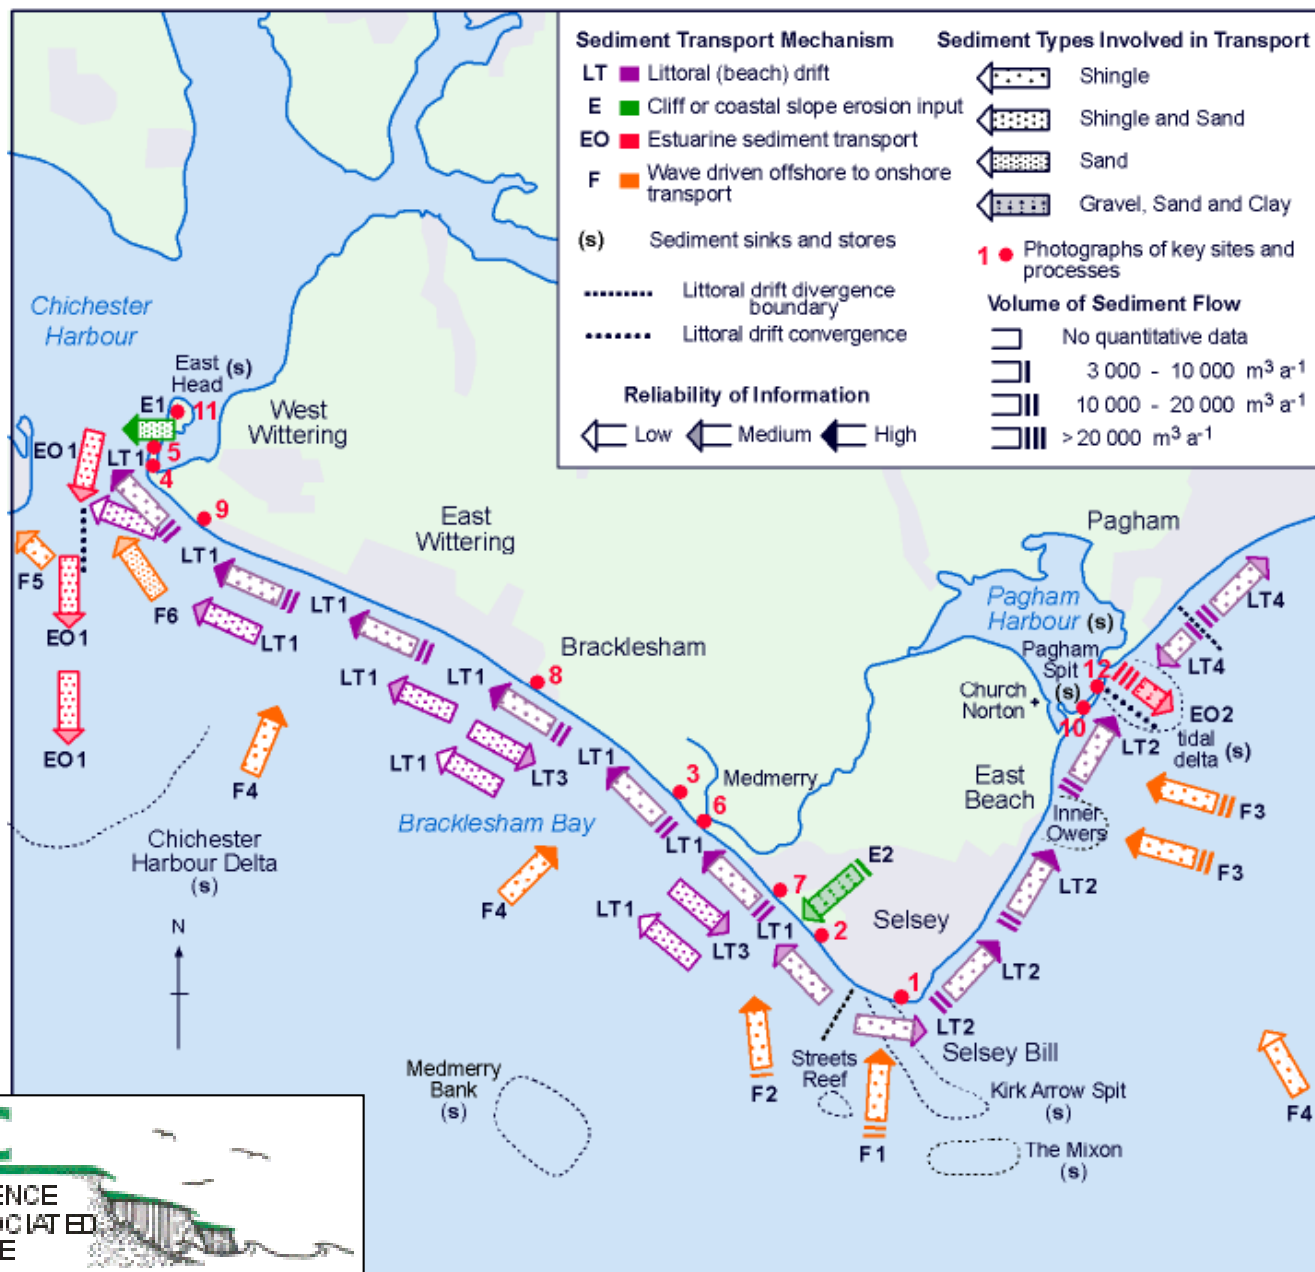 Sediment Transport Mechanism
LT Littoral (beach) drift
E Cliff or coastal slope erosion input
EO Estuarine sediment transport
F Wave driven offshore to onshore
transport
(s) Sediment sinks and stores
Littoral drift divergence
boundary
Littoral drift convergence
Reliability of Information
Low Medium High
Sediment Types Involved in Transport
Shingle
Shingle and Sand
Sand
Gravel, Sand and Clay
1 Photographs of key sites and
processes
Volume of Sediment Flow
No quantitative data
3 000 - 10 000 m³ a⁻¹
10 000 - 20 000 m³ a⁻¹
> 20 000 m³ a⁻¹
Chichester
Harbour
East
Head (s)
E1
11
West
Wittering
EO1
LT1
5
4
9
East
Wittering
F5
EO1
F6
LT1
LT1
LT1
EO1
F4
Chichester
Harbour Delta
(s)
N
LT1
LT1
8
Bracklesham
LT1
LT3
LT1
Bracklesham Bay
F4
3
6
Medmerry
LT1
7
E2
LT1
LT3
LT1
2
Selsey
1
LT2
Selsey Bill
Streets
Reef
F2
F1
Kirk Arrow Spit
(s)
The Mixon
(s)
Medmerry
Bank
(s)
Pagham
Pagham
Harbour (s)
Pagham
Spit
(s)
12
Church
Norton
10
LT4
LT4
EO2
tidal
delta (s)
LT2
East
Beach
Inner
Owers
F3
F3
LT2
LT2
F4
ENCE
OCIATED
E